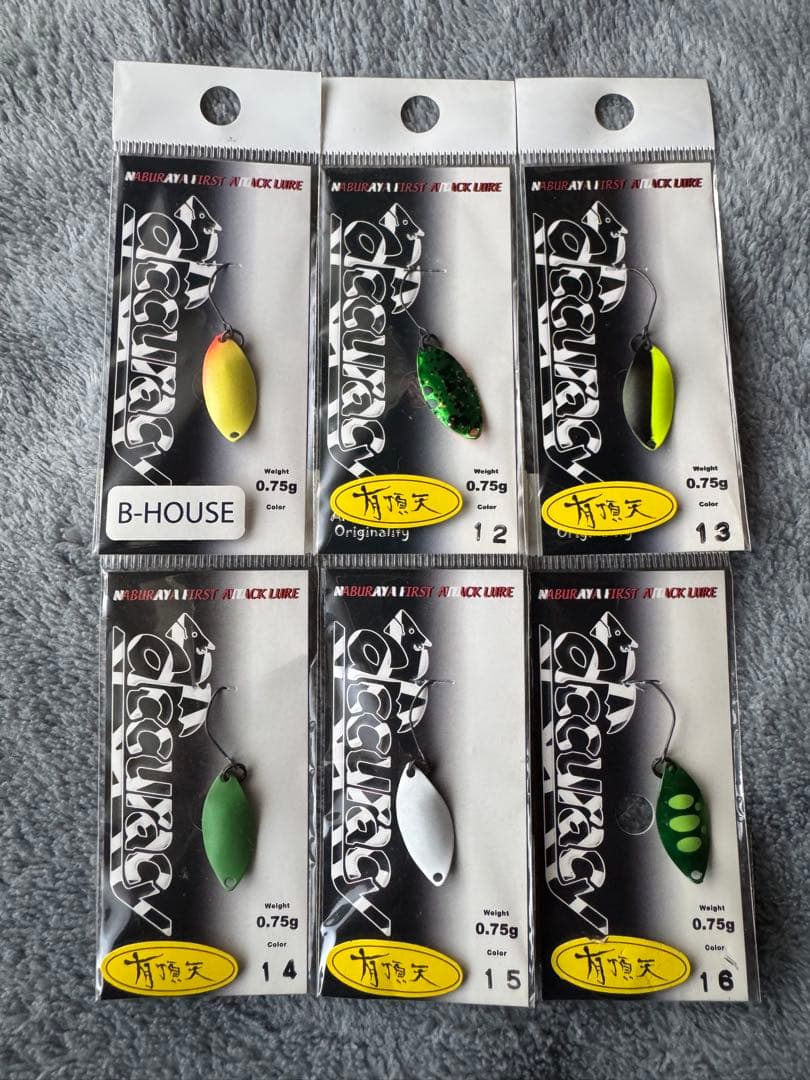 NABURAYA FIRST ATTACK LURE
accuracy
Weight
0.75g
Color
B-HOUSE
NABURAYA FIRST ATTACK LURE
accuracy
Weight
0.75g
Color
12
有頂天
Originality
NABURAYA FIRST ATTACK LURE
accuracy
Weight
0.75g
Color
13
有頂天
NABURAYA FIRST ATTACK LURE
accuracy
Weight
0.75g
Color
14
有頂天
NABURAYA FIRST ATTACK LURE
accuracy
Weight
0.75g
Color
15
有頂天
NABURAYA FIRST ATTACK LURE
accuracy
Weight
0.75g
Color
16
有頂天